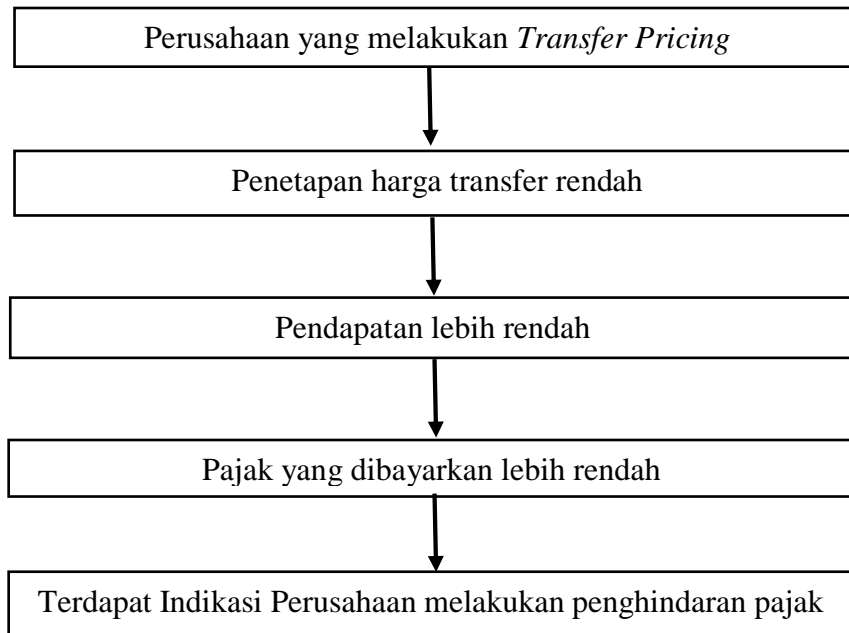 Perusahaan yang melakukan Transfer Pricing
Penetapan harga transfer rendah
Pendapatan lebih rendah
Pajak yang dibayarkan lebih rendah
Terdapat Indikasi Perusahaan melakukan penghindaran pajak